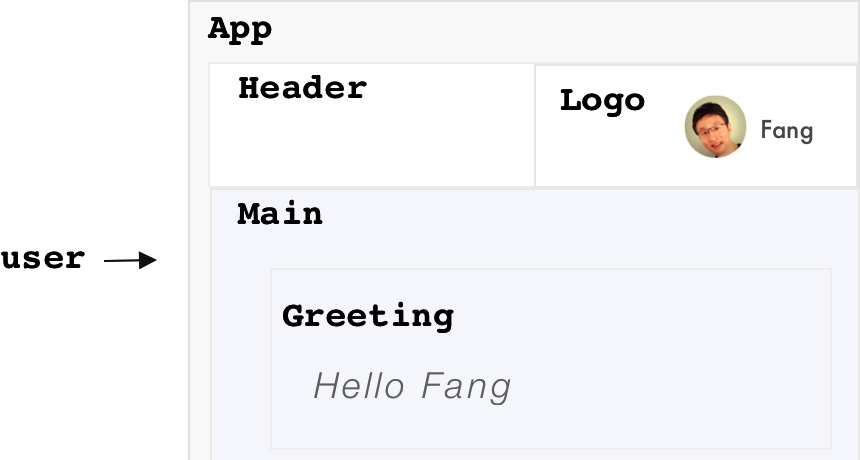 App
Header
Logo
Fang
Main
user
Greeting
Hello Fang